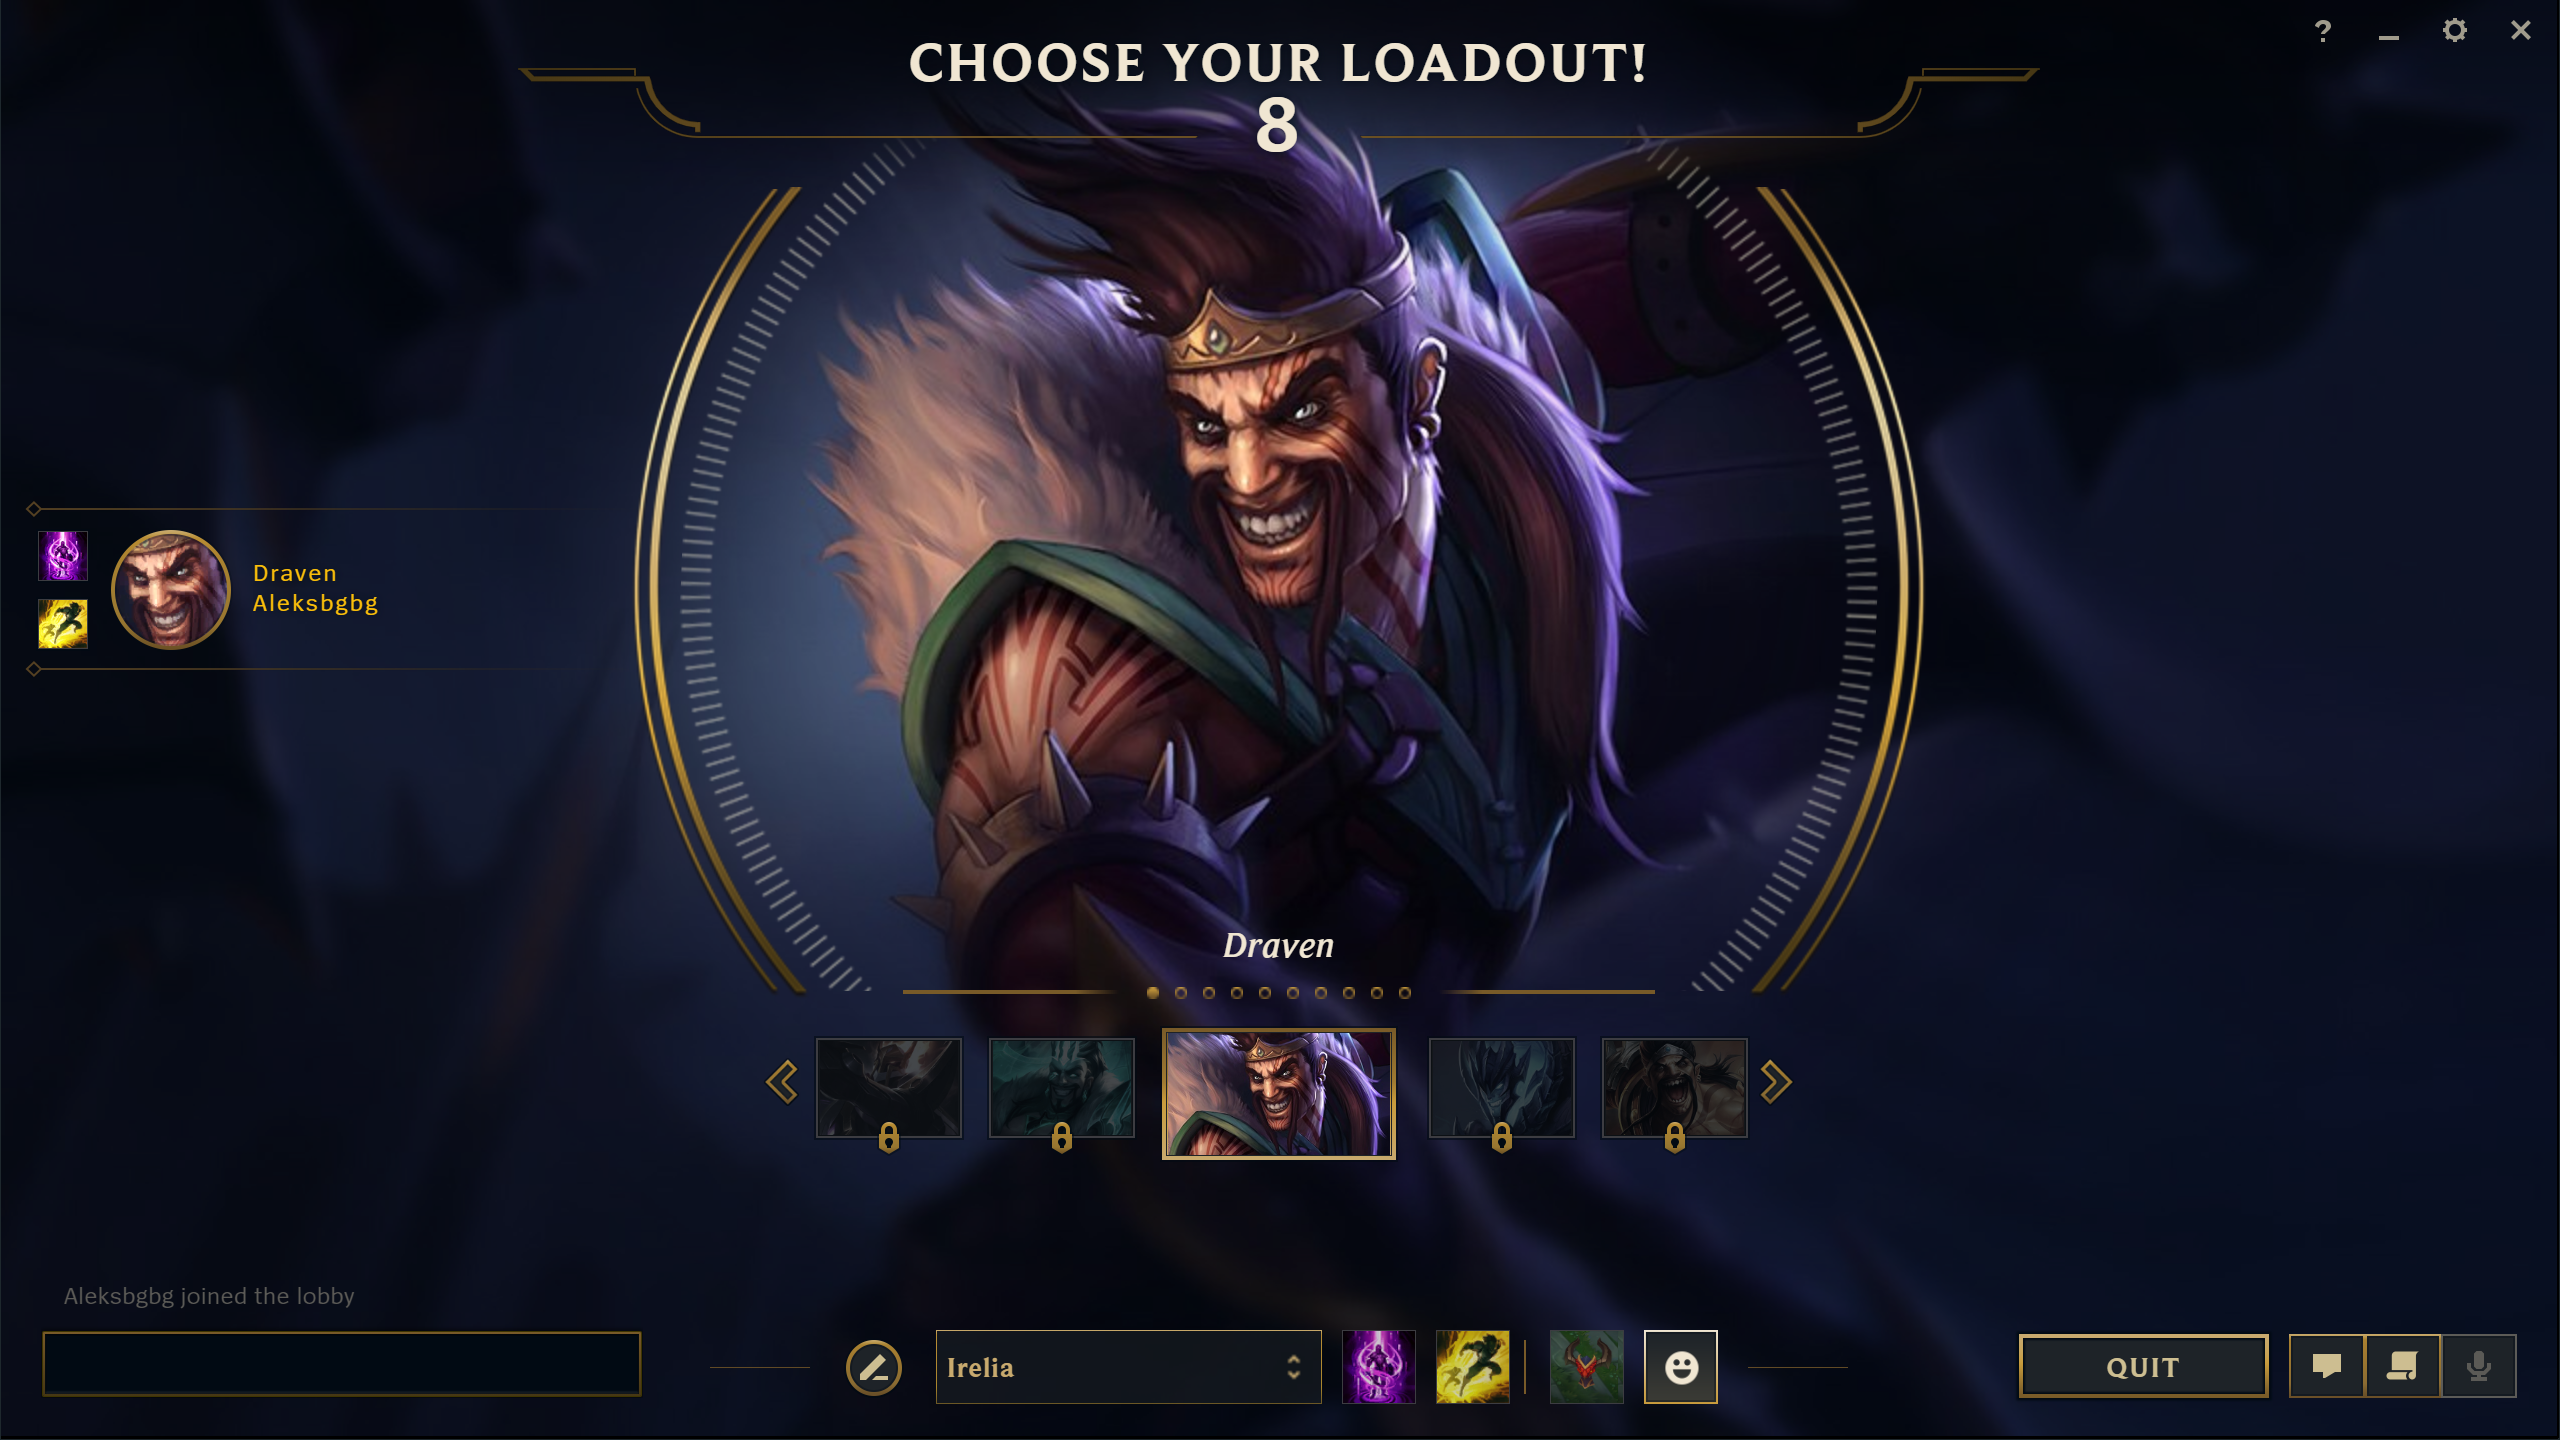 CHOOSE YOUR LOADOUT!
8
Draven
Aleksbgbg
Draven
Aleksbgbg joined the lobby
Irelia
QUIT